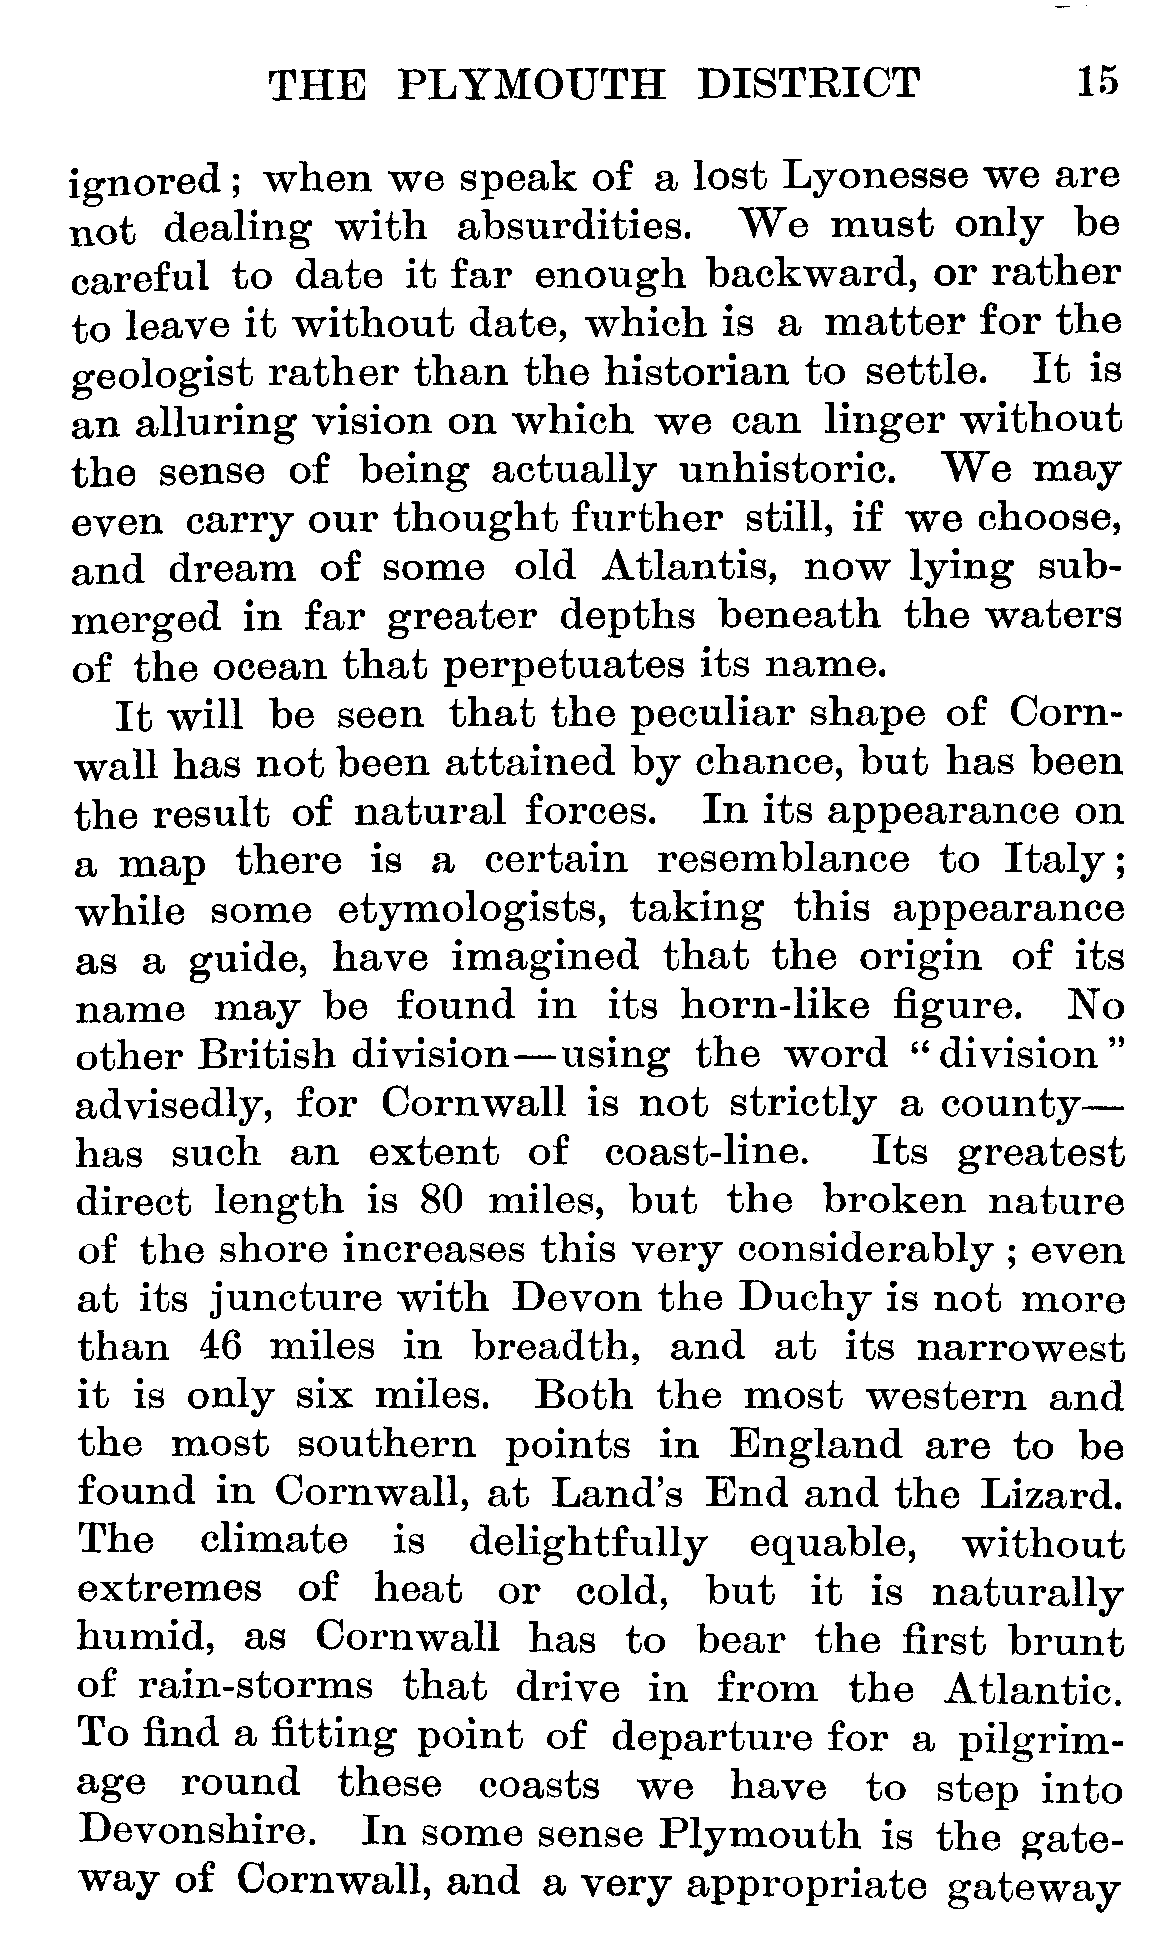 THE PLYMOUTH DISTRICT 15
ignored; when we speak of a lost Lyonesse we are
not dealing with absurdities. We must only be
careful to date it far enough backward, or rather
to leave it without date, which is a matter for the
geologist rather than the historian to settle. It is
an alluring vision on which we can linger without
the sense of being actually unhistoric. We may
even carry our thought further still, if we choose,
and dream of some old Atlantis, now lying sub-
merged in far greater depths beneath the waters
of the ocean that perpetuates its name.
It will be seen that the peculiar shape of Corn-
wall has not been attained by chance, but has been
the result of natural forces. In its appearance on
a map there is a certain resemblance to Italy;
while some etymologists, taking this appearance
as a guide, have imagined that the origin of its
name may be found in its horn-like figure. No
other British division—using the word “division”
advisedly, for Cornwall is not strictly a county—
has such an extent of coast-line. Its greatest
direct length is 80 miles, but the broken nature
of the shore increases this very considerably; even
at its juncture with Devon the Duchy is not more
than 46 miles in breadth, and at its narrowest
it is only six miles. Both the most western and
the most southern points in England are to be
found in Cornwall, at Land's End and the Lizard.
The climate is delightfully equable, without
extremes of heat or cold, but it is naturally
humid, as Cornwall has to bear the first brunt
of rain-storms that drive in from the Atlantic.
To find a fitting point of departure for a pilgrim-
age round these coasts we have to step into
Devonshire. In some sense Plymouth is the gate-
way of Cornwall, and a very appropriate gateway